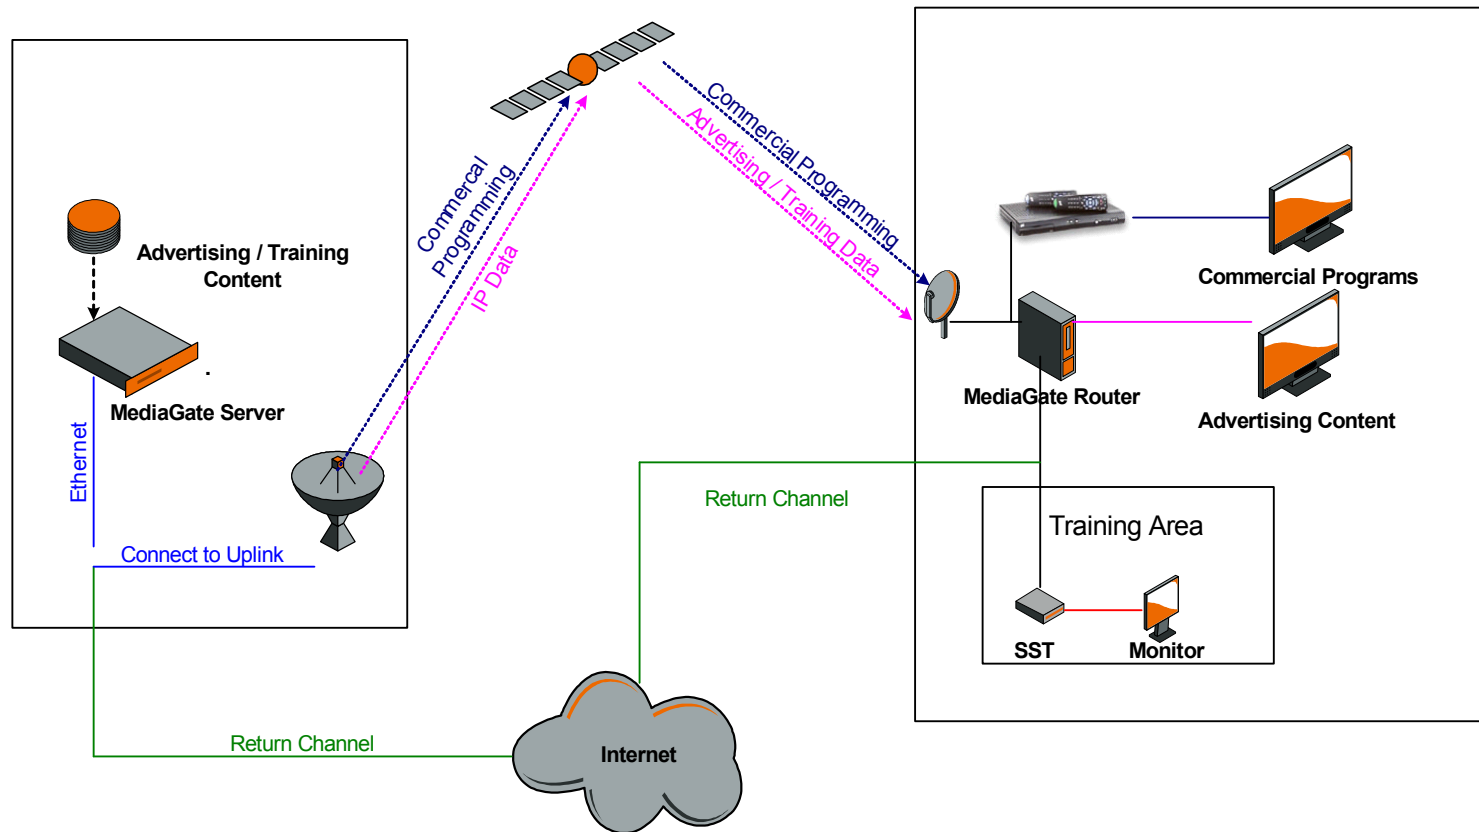 Advertising / Training
Content
MediaGate Server
Ethernet
Connect to Uplink
Commercal
Programming
IP Data
Commercial Programming
Advertising / Training Data
Commercial Programs
MediaGate Router
Advertising Content
Return Channel
Training Area
SST
Monitor
Return Channel
Internet